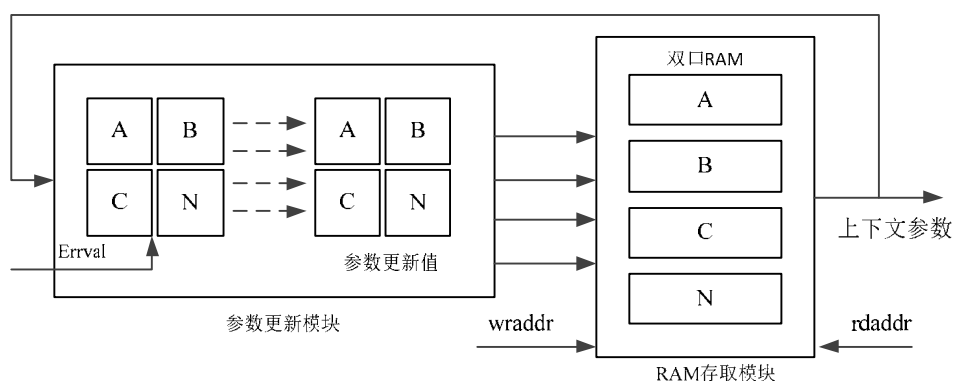 双口RAM
A
B
C
N
A B
C N
A B
C N
Errval
参数更新值
参数更新模块
wraddr
rdaddr
RAM存取模块
上下文参数